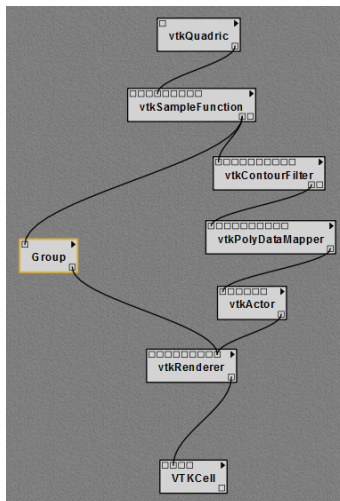 vtkQuadric
vtkSampleFunction
vtkContourFilter
vtkPolyDataMapper
Group
vtkActor
vtkRenderer
VTKCell